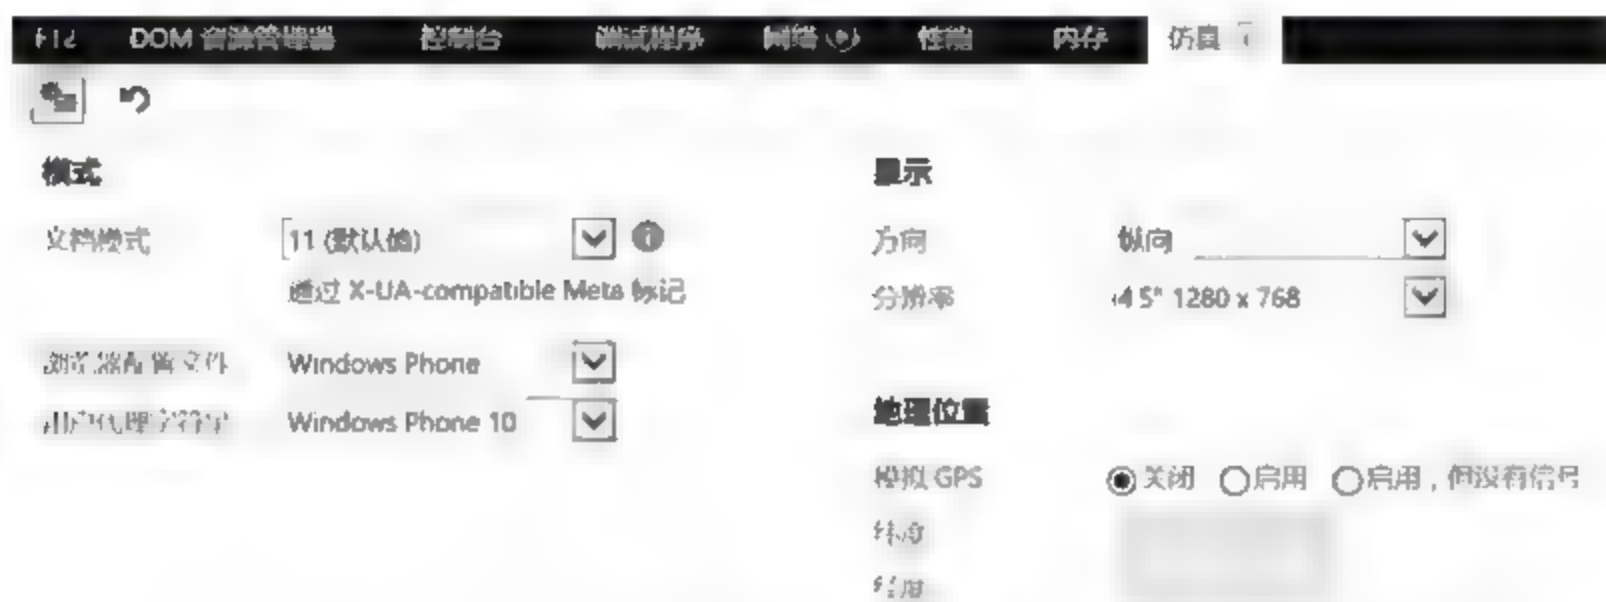 F12 DOM 资源管理器 控制台 调试程序 网络 性能 内存 仿真
模式
文档模式 11 (默认值)
通过 X-UA-compatible Meta 标记
浏览器配置文件 Windows Phone
用户代理字符串 Windows Phone 10
显示
方向 纵向
分辨率 4.5" 1280 x 768
地理位置
模拟 GPS 关闭 启用 启用，但没有信号
纬度
经度